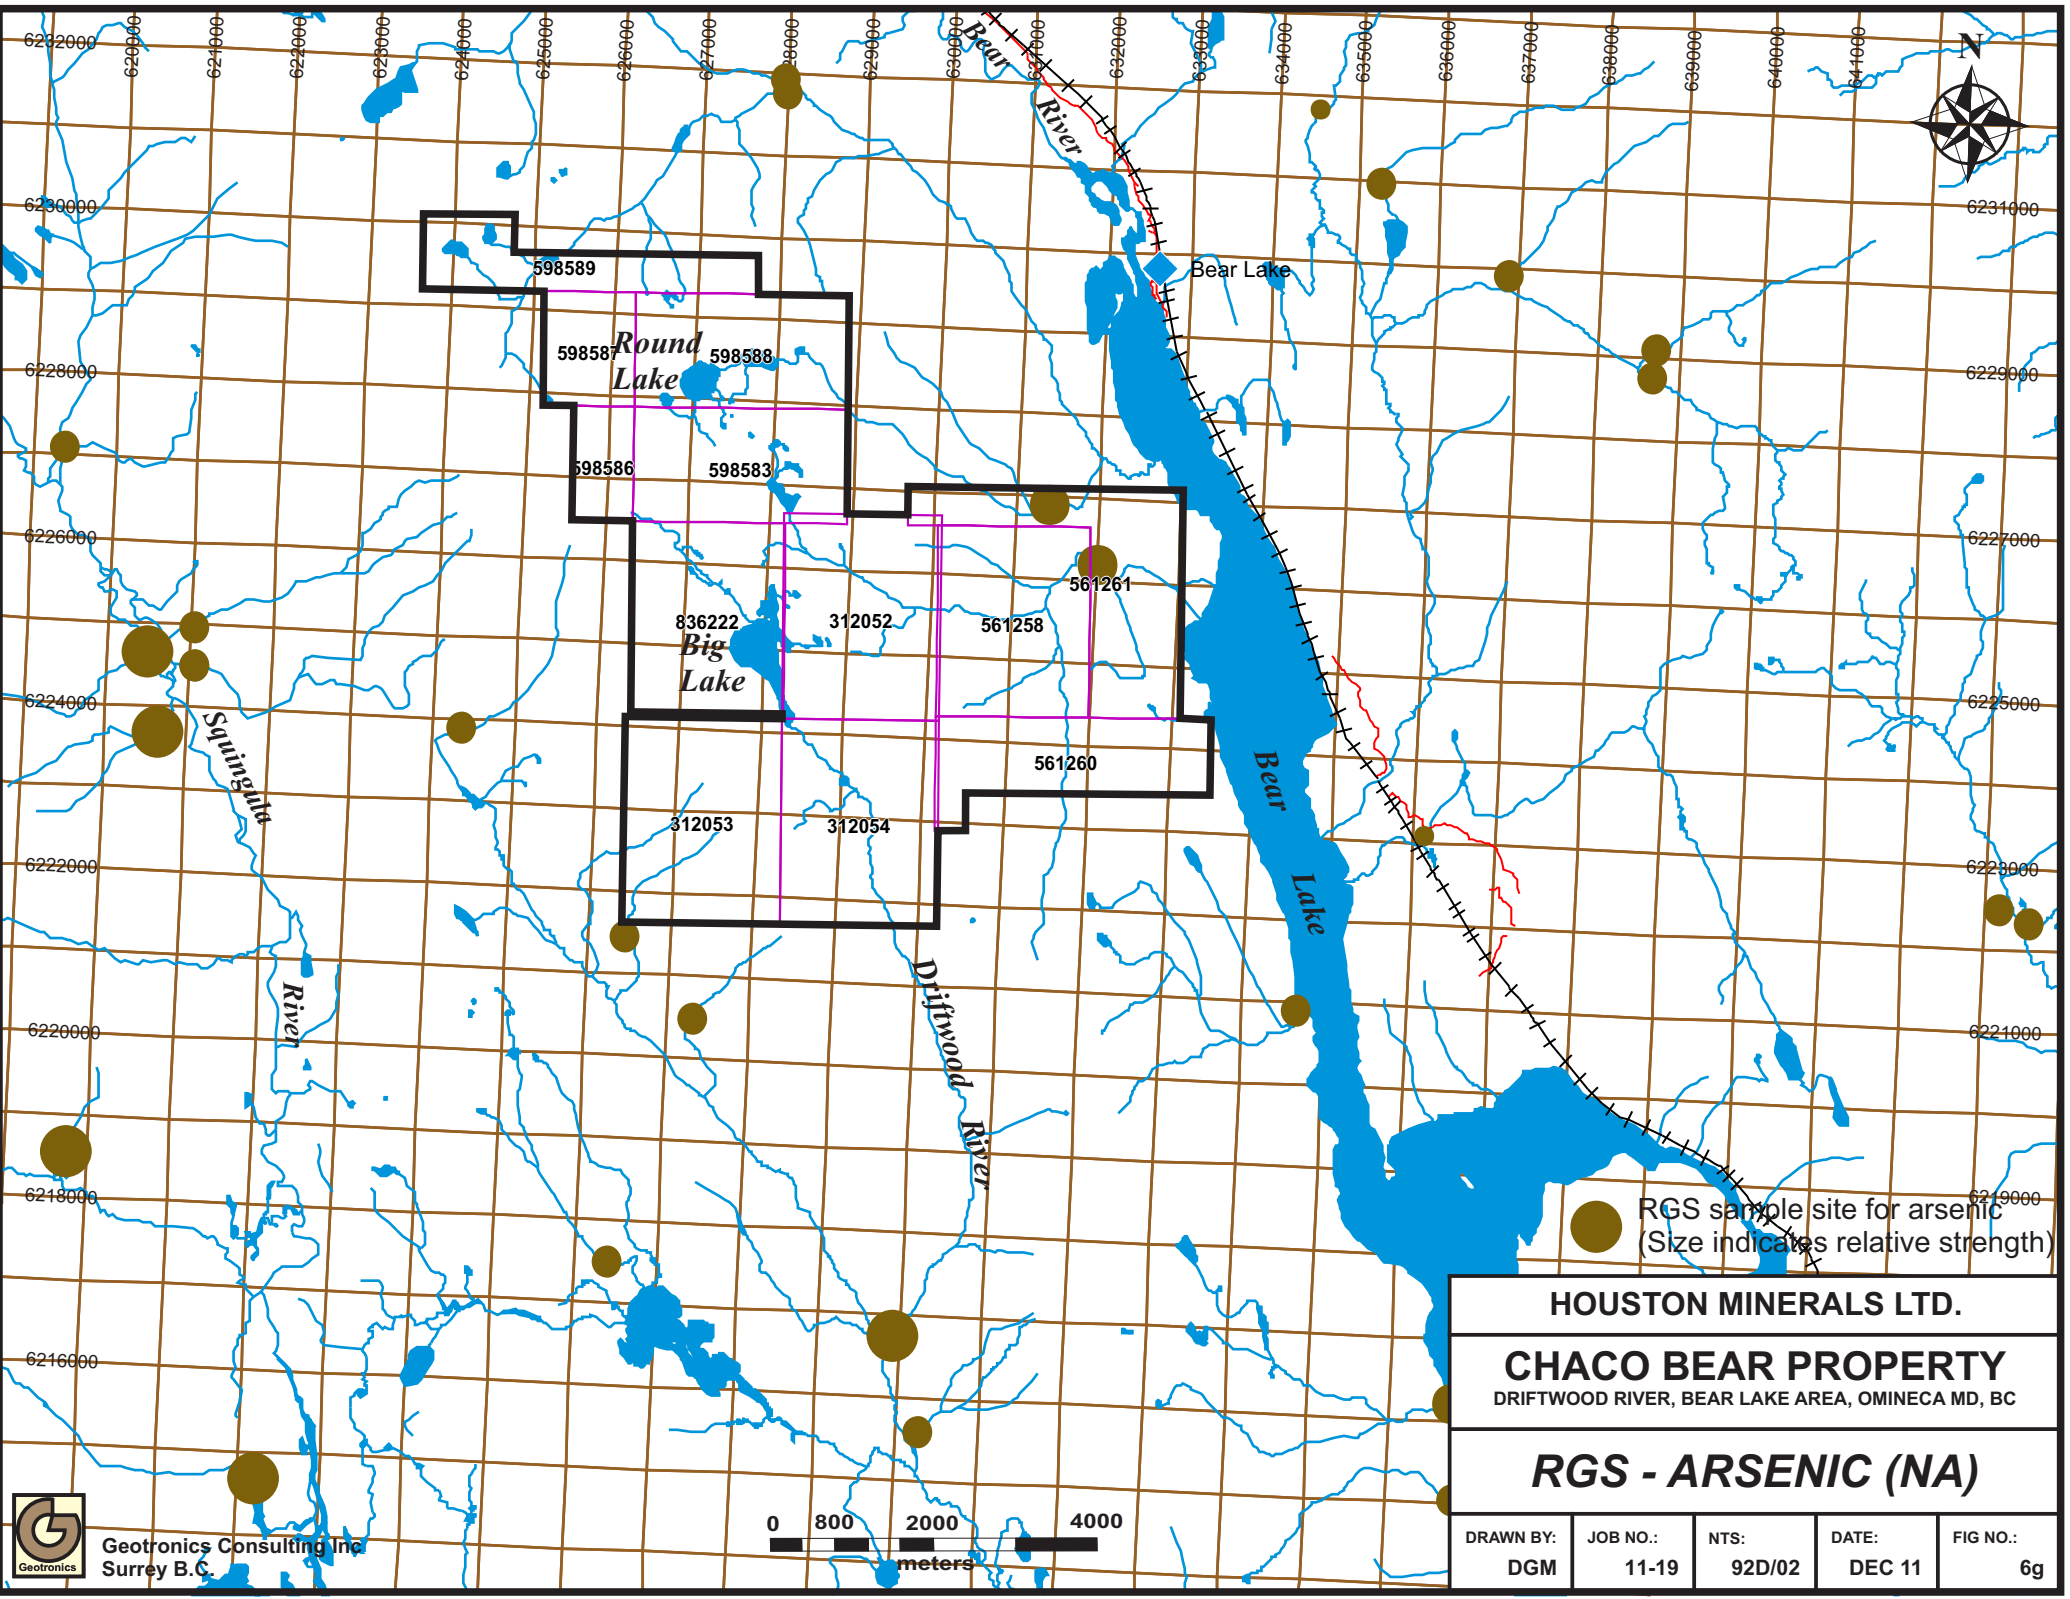 620000
621000
622000
623000
624000
625000
626000
627000
28000
629000
630000
631000
632000
633000
634000
635000
636000
637000
638000
639000
640000
641000
N
6232000
6230000
6228000
6226000
6224000
6222000
6220000
6218000
6216000
6231000
6229000
6227000
6225000
6223000
6221000
6219000
Bear
River
Bear Lake
598589
598587
Round
Lake
598588
598586
598583
836222
Big
Lake
312052
561258
561261
561260
312053
312054
Squingula
River
Driftwood
River
Bear
Lake
RGS sample site for arsenic
(Size indicates relative strength)
HOUSTON MINERALS LTD.
CHACO BEAR PROPERTY
DRIFTWOOD RIVER, BEAR LAKE AREA, OMINECA MD, BC
RGS - ARSENIC (NA)
DRAWN BY: JOB NO.: NTS: DATE: FIG NO.:
DGM 11-19 92D/02 DEC 11 6g
0 800 2000 4000
meters
Geotronics
Geotronics Consulting Inc
Surrey B.C.